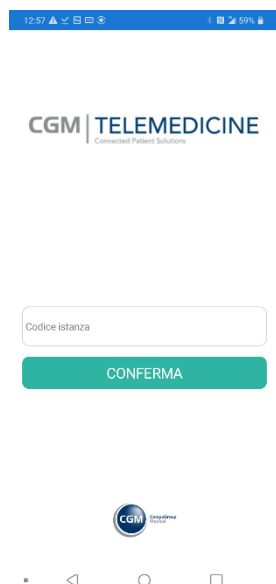 12:57
59%
CGM TELEMEDICINE
Connected Patient Solutions
Codice istanza
CONFERMA
CGM CompuGroup
Medical